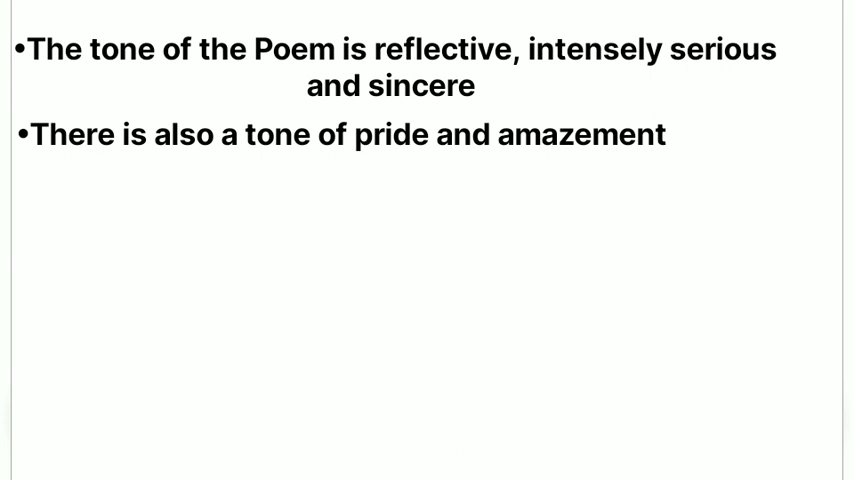 •The tone of the Poem is reflective, intensely serious
and sincere
•There is also a tone of pride and amazement